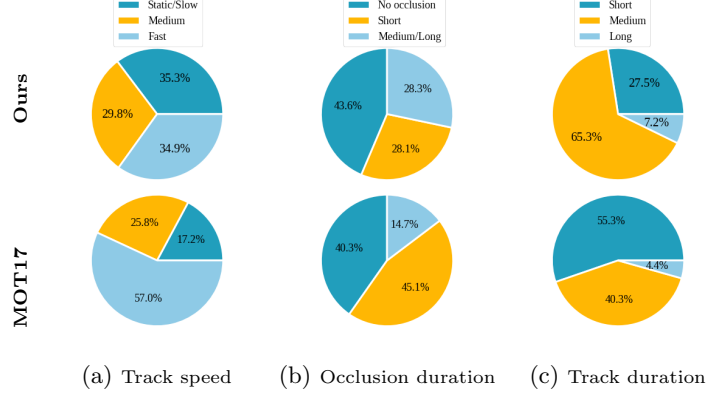 Static/Slow
Medium
Fast
No occlusion
Short
Medium/Long
Short
Medium
Long
Ours
35.3%
29.8%
34.9%
28.3%
43.6%
28.1%
27.5%
7.2%
65.3%
MOT17
25.8%
17.2%
57.0%
14.7%
40.3%
45.1%
55.3%
4.4%
40.3%
(a) Track speed
(b) Occlusion duration
(c) Track duration